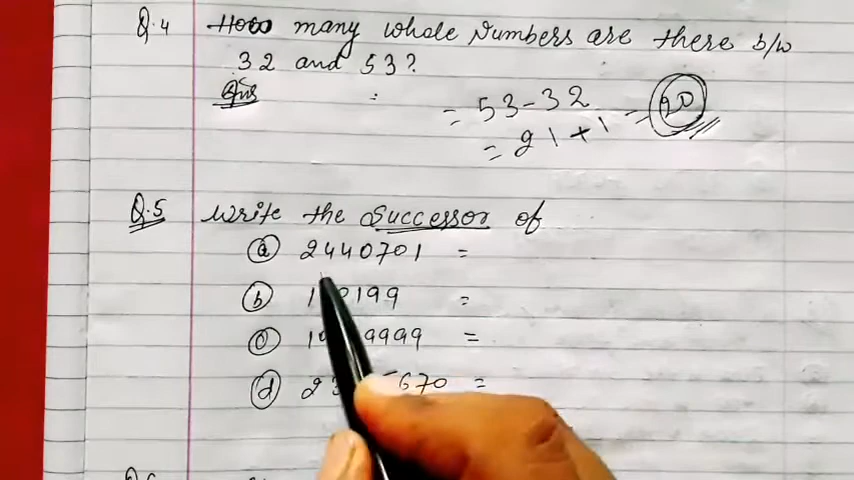 Q.4 How many whole Numbers are there b/w
32 and 53?
Ans :
= 53-32
= 21+1 = 20
Q.5 Write the Successor of
(a) 2440701 =
(b) 199 =
(c) 9999 =
(d) 670 =